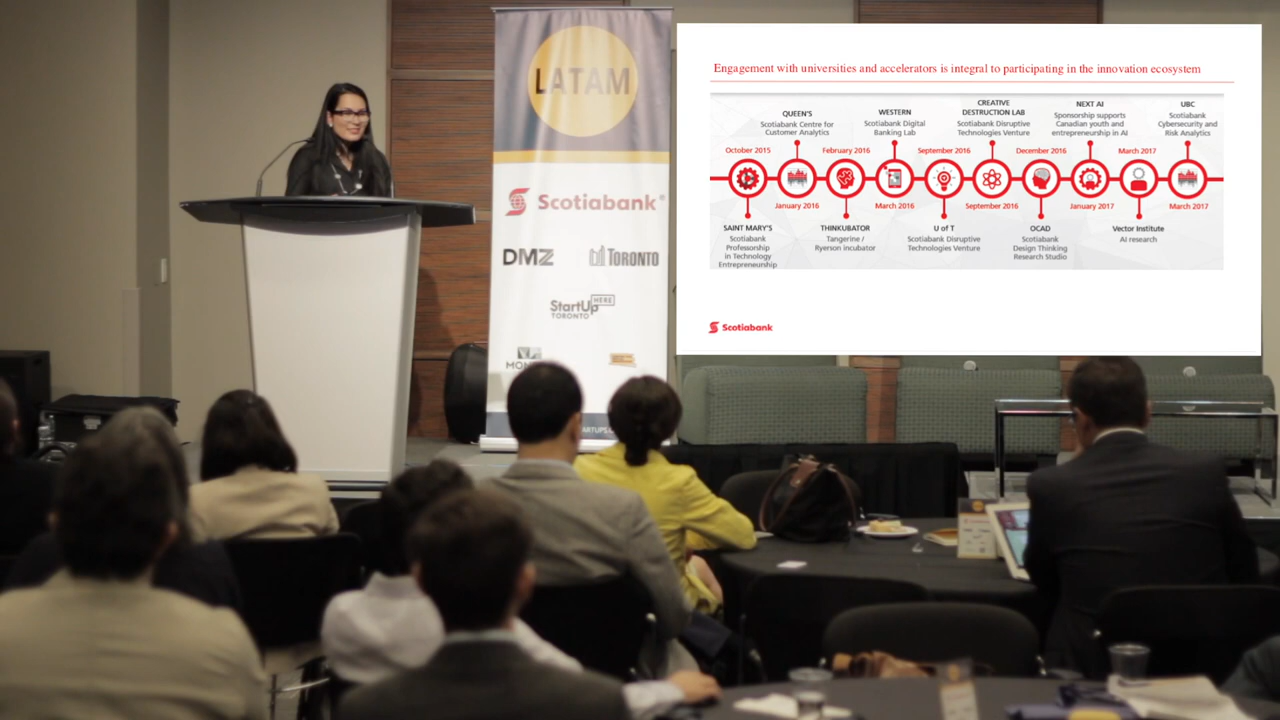 LATAM
Scotiabank®
DMZ
TORONTO
StartUp HERE
TORONTO
Engagement with universities and accelerators is integral to participating in the innovation ecosystem
QUEEN'S
Scotiabank Centre for
Customer Analytics
WESTERN
Scotiabank Digital
Banking Lab
CREATIVE
DESTRUCTION LAB
Scotiabank Disruptive
Technologies Venture
NEXT AI
Sponsorship supports
Canadian youth and
entrepreneurship in AI
UBC
Scotiabank
Cybersecurity and
Risk Analytics
October 2015
February 2016
September 2016
December 2016
March 2017
January 2016
March 2016
September 2016
January 2017
March 2017
SAINT MARY'S
Scotiabank
Professorship
in Technology
Entrepreneurship
THINKUBATOR
Tangerine /
Ryerson incubator
U of T
Scotiabank Disruptive
Technologies Venture
OCAD
Scotiabank
Design Thinking
Research Studio
Vector Institute
AI research
Scotiabank